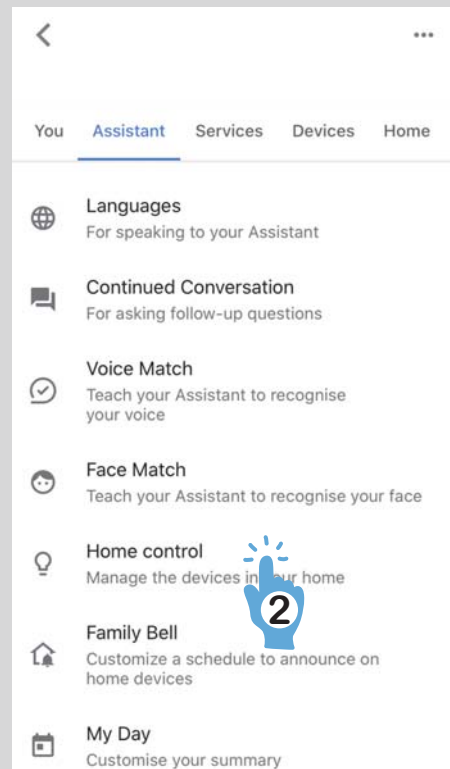 You Assistant Services Devices Home
Languages
For speaking to your Assistant
Continued Conversation
For asking follow-up questions
Voice Match
Teach your Assistant to recognise
your voice
Face Match
Teach your Assistant to recognise your face
Home control
Manage the devices in your home
2
Family Bell
Customize a schedule to announce on
home devices
My Day
Customise your summary